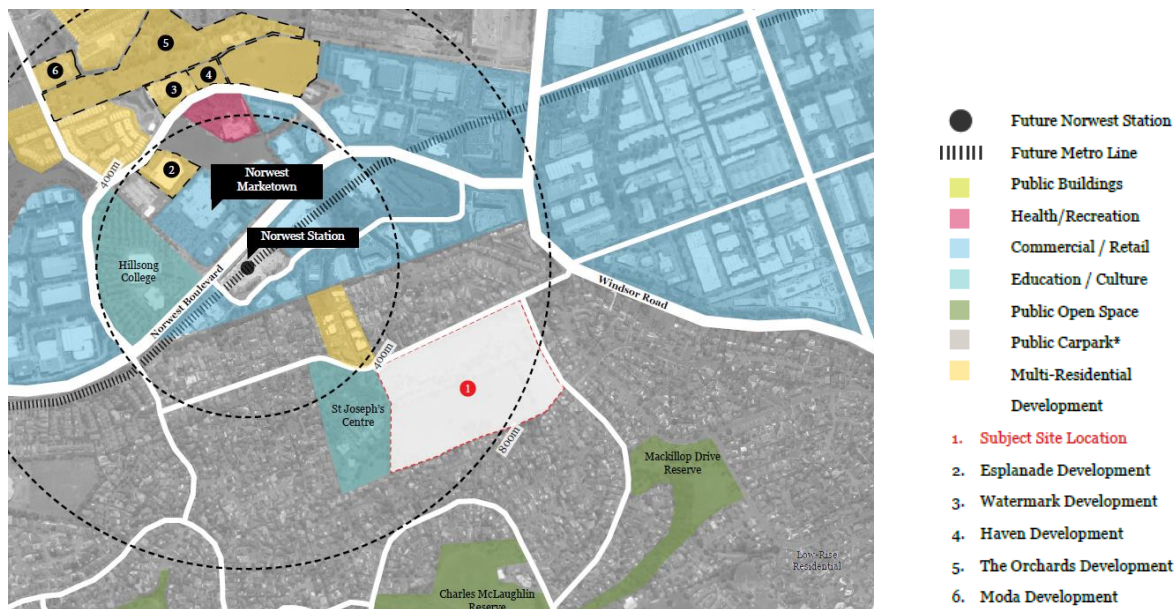 5
6
4
3
2
400m
Norwest
Marketown
Norwest Station
Hillsong
College
Norwest Boulevard
Windsor Road
400m
1
St Joseph's
Centre
800m
Mackillop Drive
Reserve
Low-Rise
Residential
Charles McLaughlin
Reserve
Future Norwest Station
Future Metro Line
Public Buildings
Health/Recreation
Commercial / Retail
Education / Culture
Public Open Space
Public Carpark*
Multi-Residential
Development
1. Subject Site Location
2. Esplanade Development
3. Watermark Development
4. Haven Development
5. The Orchards Development
6. Moda Development